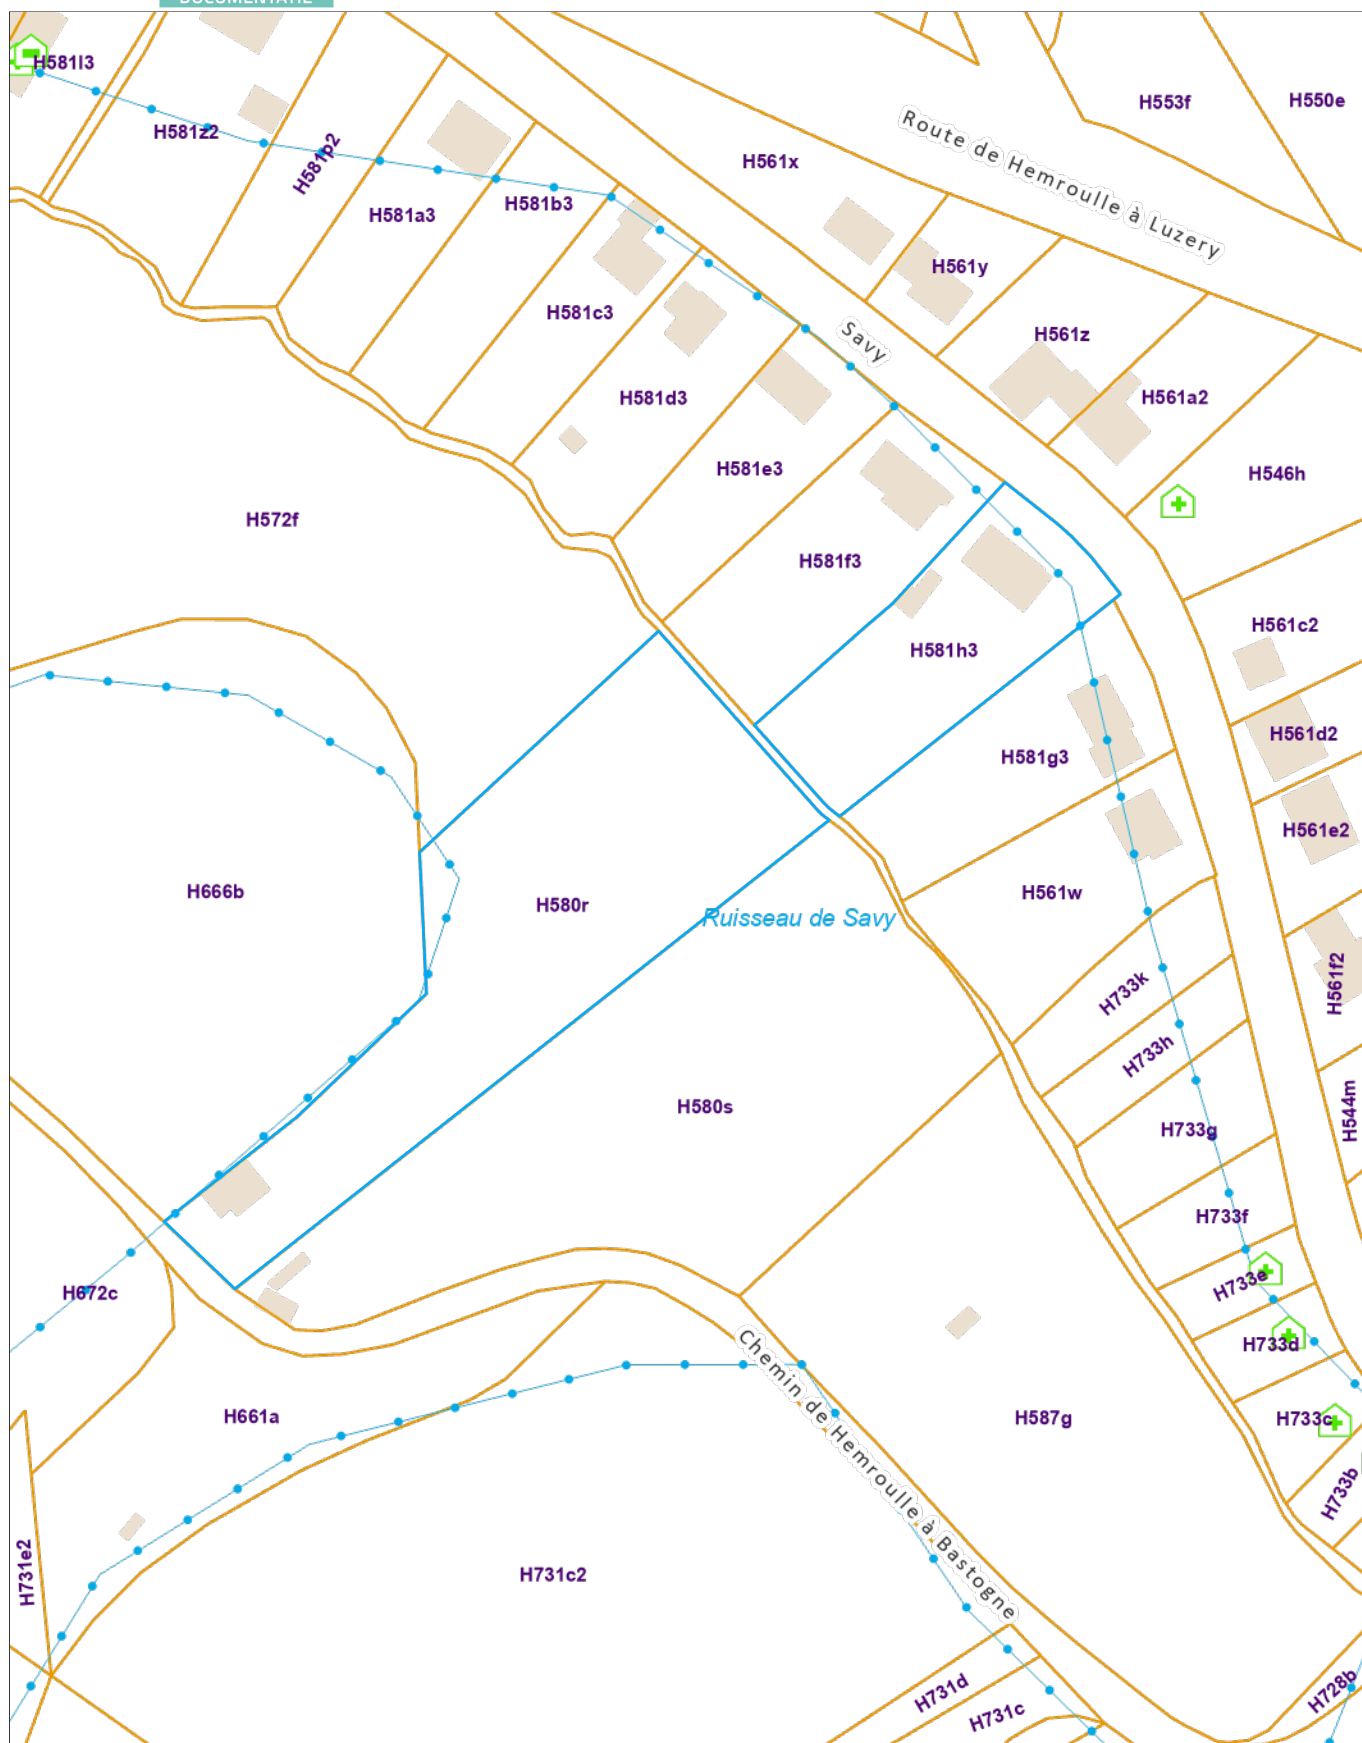 DOCUMENTATIE
H581l3
H553f
H550e
Route de Hemroulle à Luzery
H581z2
H581p2
H561x
H581a3
H581b3
H561y
H581c3
Savy
H561z
H581d3
H561a2
H581e3
H546h
H572f
H581f3
H561c2
H581h3
H561d2
H581g3
H561e2
H666b
H580r
H561w
Ruisseau de Savy
H561f2
H733k
H733h
H580s
H544m
H733g
H733f
H672c
H733e
H733d
Chemin de Hemroulle à Bastogne
H661a
H587g
H733c
H733b
H731e2
H731c2
H731d
H731c
H728b